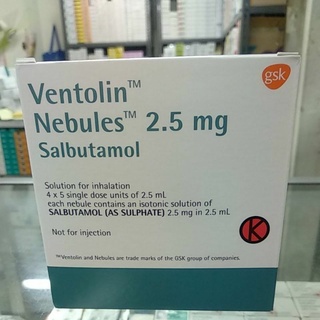 gsk
Ventolin™
Nebules™ 2.5 mg
Salbutamol
Solution for inhalation
4 x 5 single dose units of 2.5 mL
each nebule contains an isotonic solution of
SALBUTAMOL (AS SULPHATE) 2.5 mg in 2.5 mL
Not for injection
K
™Ventolin and Nebules are trade marks of the GSK group of companies.